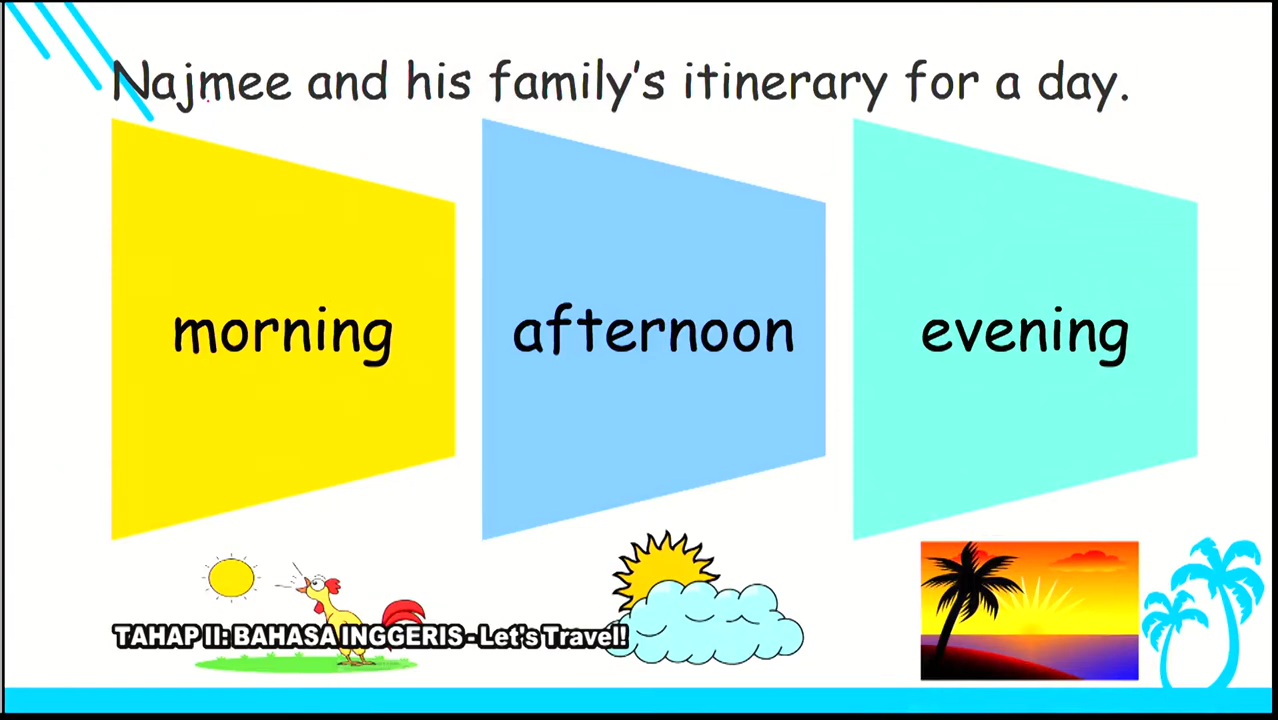 Najmee and his family's itinerary for a day.
morning
afternoon
evening
TAHAP II: BAHASA INGGERIS - Let's Travel!